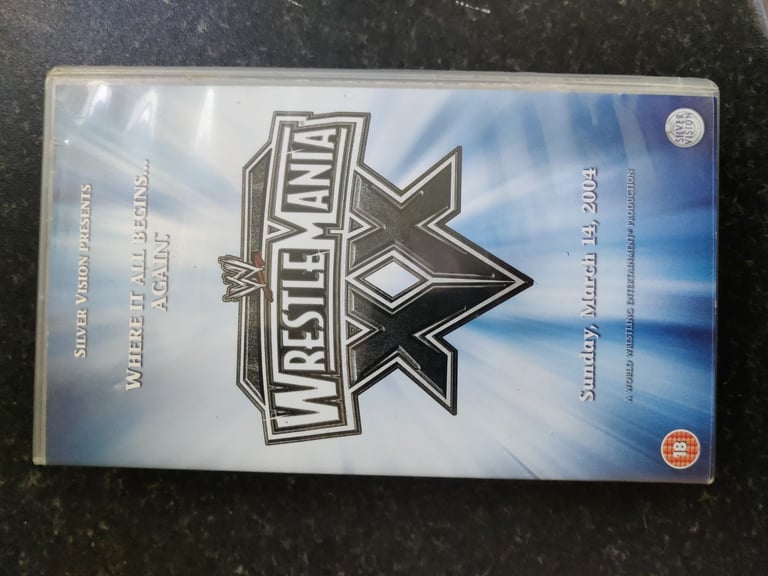 SILVER VISION PRESENTS
WHERE IT ALL BEGINS...
AGAIN.™
W
WRESTLEMANIA
XX
Sunday, March 14, 2004
A WORLD WRESTLING ENTERTAINMENT® PRODUCTION
SILVER
VISION
18